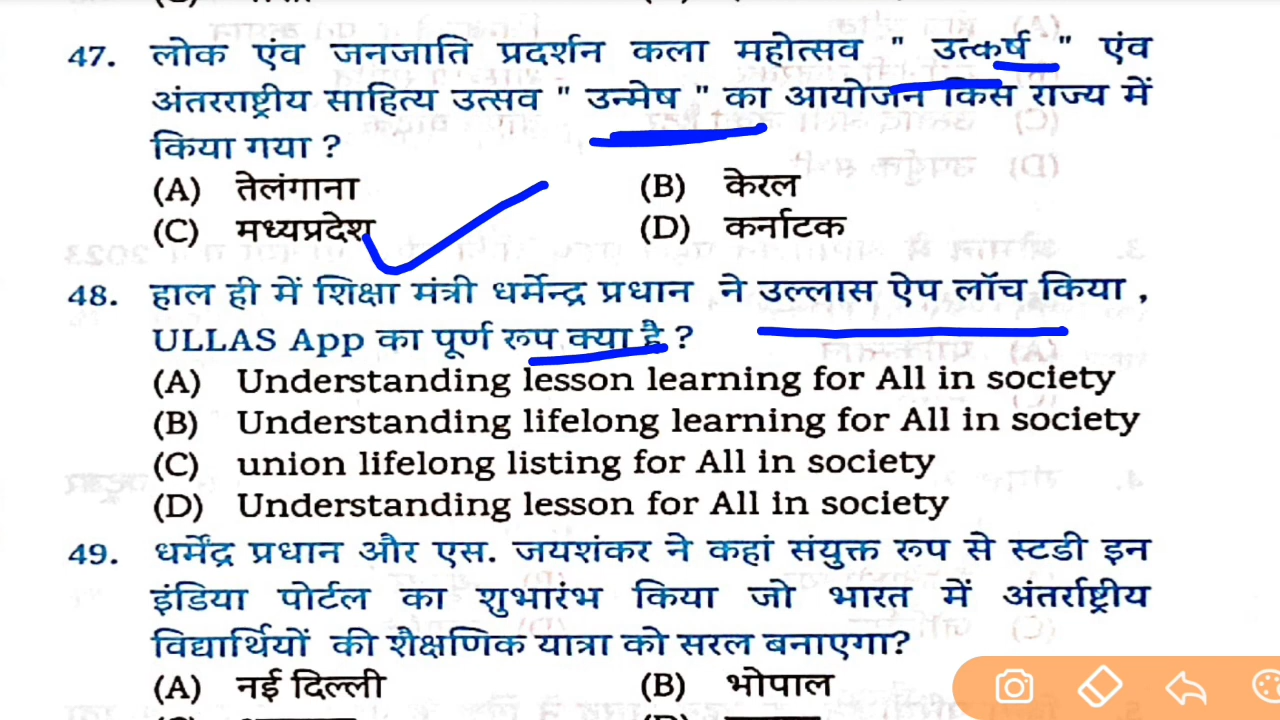 47. लोक एंव जनजाति प्रदर्शन कला महोत्सव " उत्कर्ष " एंव
अंतरराष्ट्रीय साहित्य उत्सव " उन्मेष " का आयोजन किस राज्य में
किया गया ?
(A) तेलंगाना (B) केरल
(C) मध्यप्रदेश (D) कर्नाटक
48. हाल ही में शिक्षा मंत्री धर्मेन्द्र प्रधान ने उल्लास ऐप लॉच किया ,
ULLAS App का पूर्ण रूप क्या है ?
(A) Understanding lesson learning for All in society
(B) Understanding lifelong learning for All in society
(C) union lifelong listing for All in society
(D) Understanding lesson for All in society
49. धर्मेंद्र प्रधान और एस. जयशंकर ने कहां संयुक्त रूप से स्टडी इन
इंडिया पोर्टल का शुभारंभ किया जो भारत में अंतर्राष्ट्रीय
विद्यार्थियों की शैक्षणिक यात्रा को सरल बनाएगा?
(A) नई दिल्ली (B) भोपाल